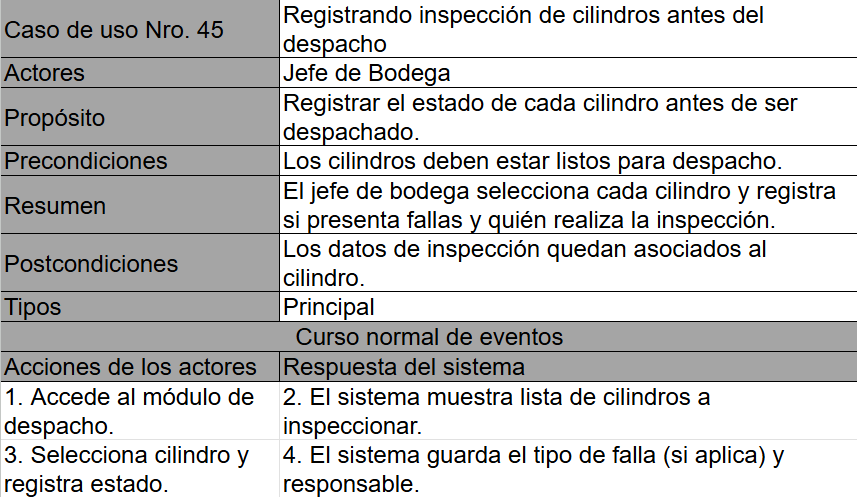 Caso de uso Nro. 45
Registrando inspección de cilindros antes del
despacho
Actores
Jefe de Bodega
Propósito
Registrar el estado de cada cilindro antes de ser
despachado.
Precondiciones
Los cilindros deben estar listos para despacho.
Resumen
El jefe de bodega selecciona cada cilindro y registra
si presenta fallas y quién realiza la inspección.
Postcondiciones
Los datos de inspección quedan asociados al
cilindro.
Tipos
Principal
Curso normal de eventos
Acciones de los actores
Respuesta del sistema
1. Accede al módulo de
despacho.
2. El sistema muestra lista de cilindros a
inspeccionar.
3. Selecciona cilindro y
registra estado.
4. El sistema guarda el tipo de falla (si aplica) y
responsable.